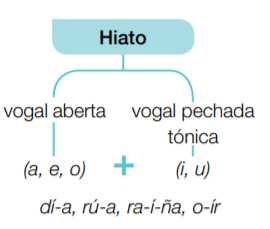 Hiato
vogal aberta vogal pechada
tónica
(a, e, o) + (i, u)
dí-a, rú-a, ra-í-ña, o-ír